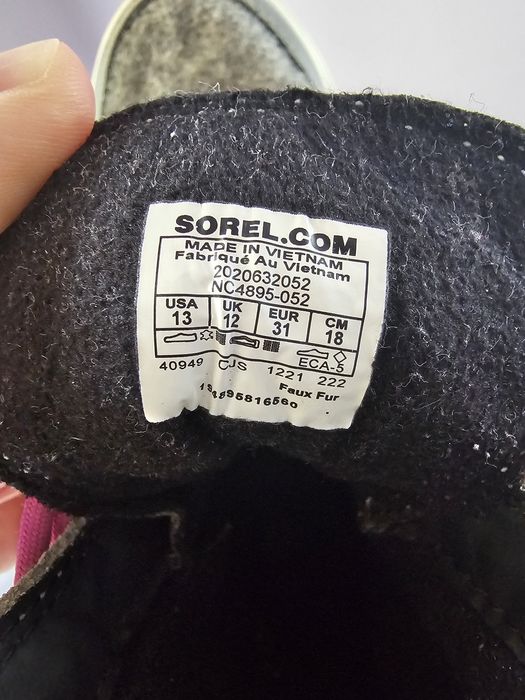 SOREL.COM
MADE IN VIETNAM
Fabriqué Au Vietnam
2020632052
NC4895-052
USA UK EUR CM
13 12 31 18
ECA-5
40949 CJS 1221 222
Faux Fur